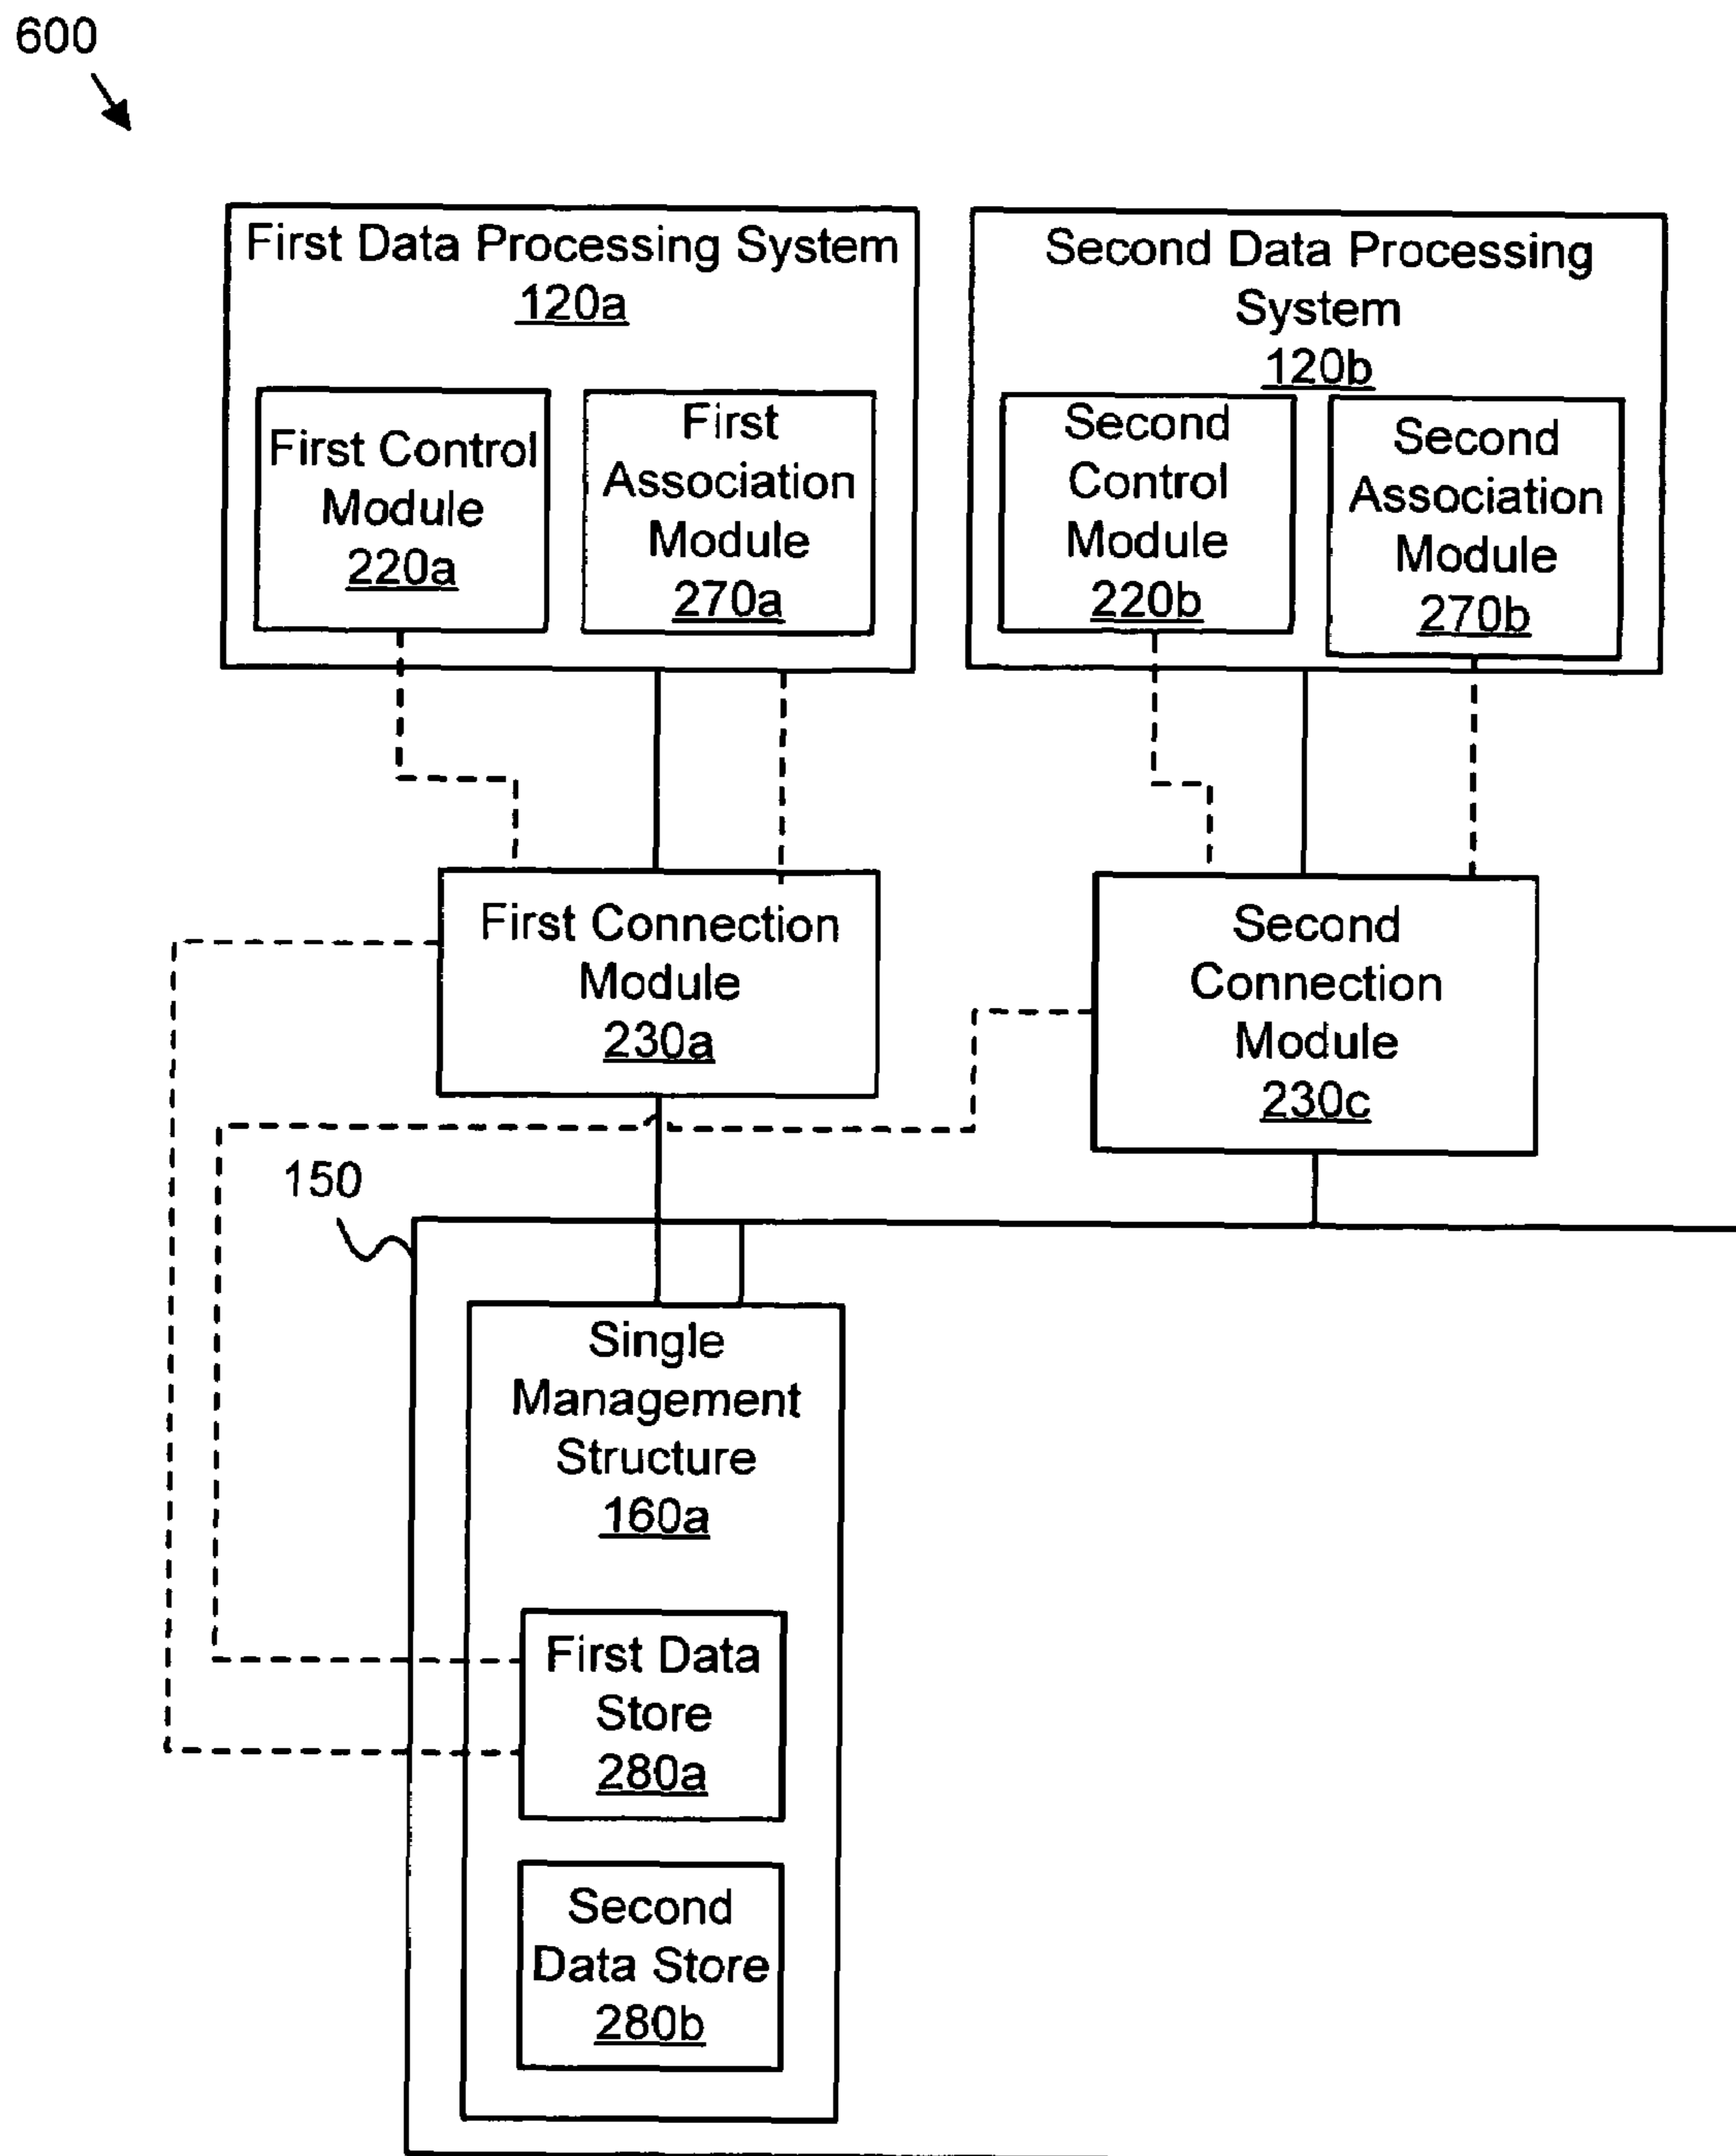 600
First Data Processing System
120a
First Control
Module
220a
First
Association
Module
270a
Second Data Processing
System
120b
Second
Control
Module
220b
Second
Association
Module
270b
First Connection
Module
230a
Second
Connection
Module
230c
150
Single
Management
Structure
160a
First Data
Store
280a
Second
Data Store
280b